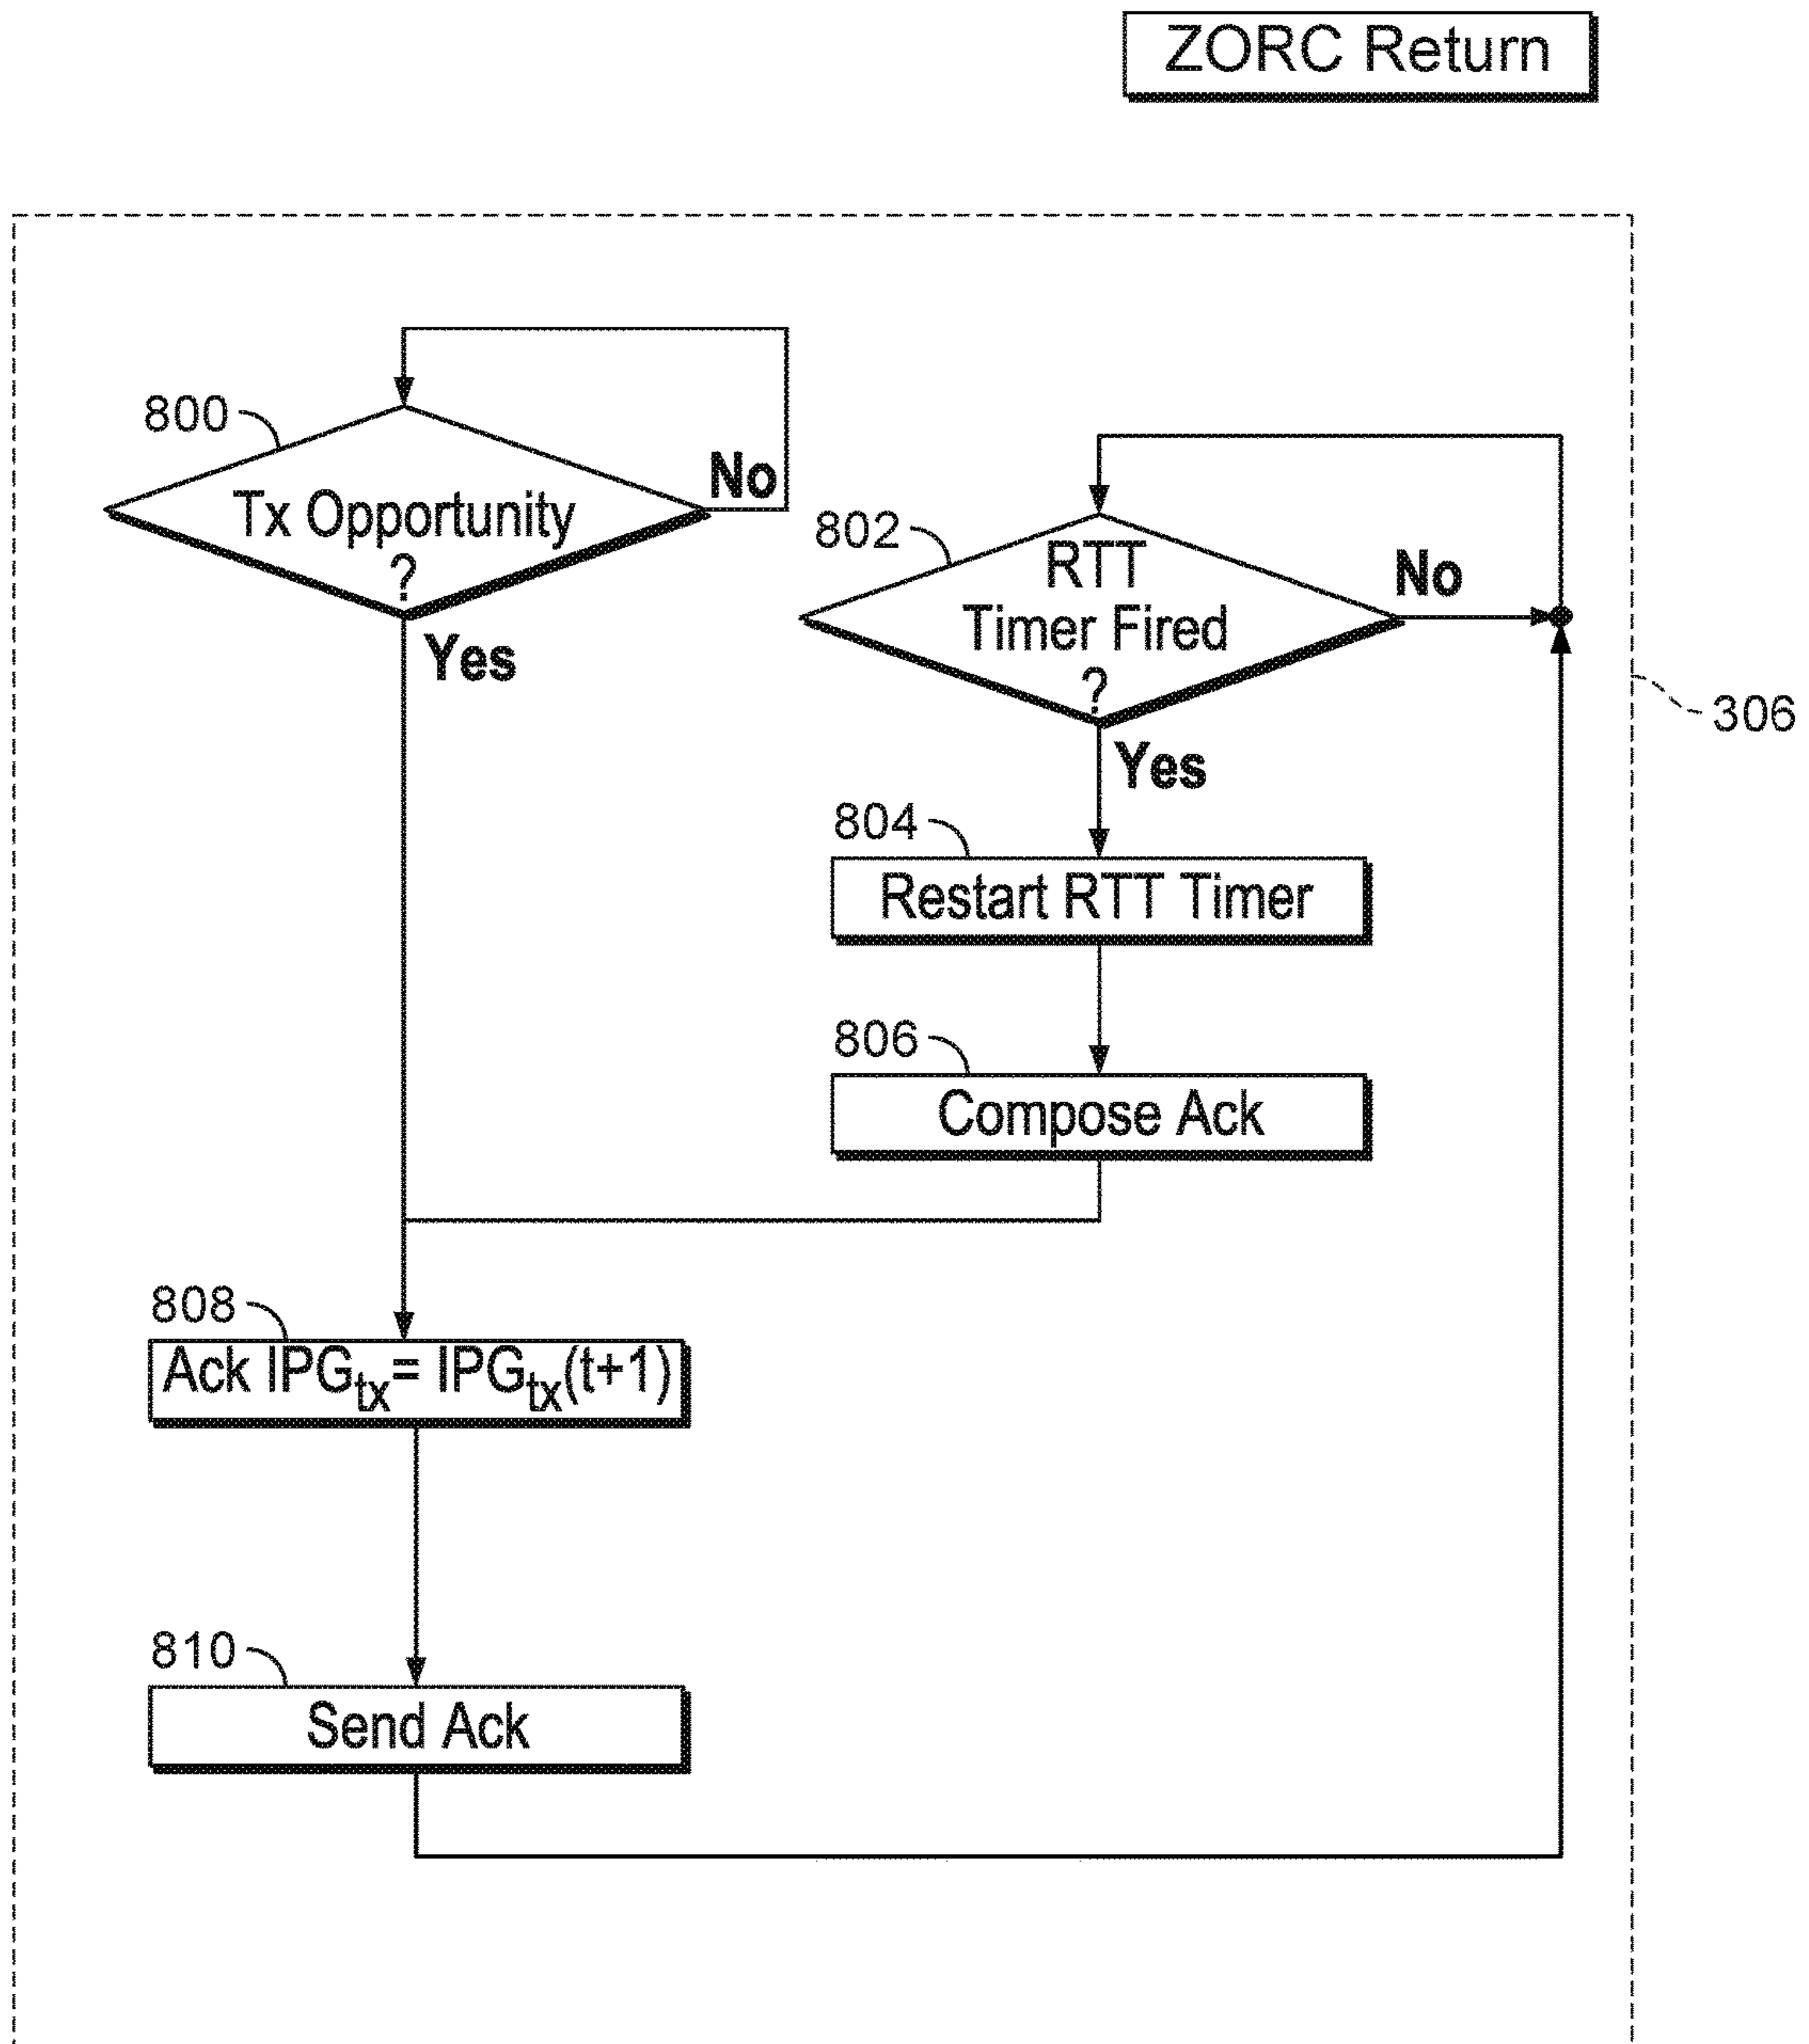 ZORC Return
800
Tx Opportunity
?
No
Yes
802
RTT
Timer Fired
?
No
Yes
306
804
Restart RTT Timer
806
Compose Ack
808
Ack IPGtx= IPGtx(t+1)
810
Send Ack